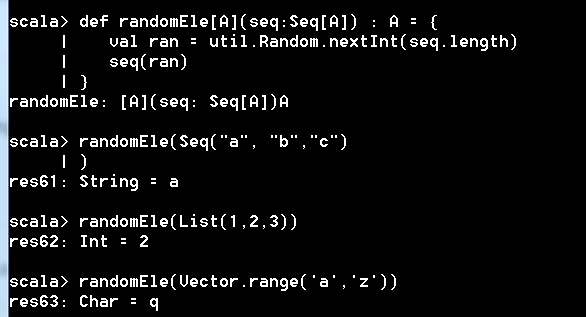 scala> def randomEle[A](seq:Seq[A]) : A = {
     |    val ran = util.Random.nextInt(seq.length)
     |    seq(ran)
     | }
randomEle: [A](seq: Seq[A])A
scala> randomEle(Seq("a", "b","c")
     | )
res61: String = a
scala> randomEle(List(1,2,3))
res62: Int = 2
scala> randomEle(Vector.range('a','z'))
res63: Char = q